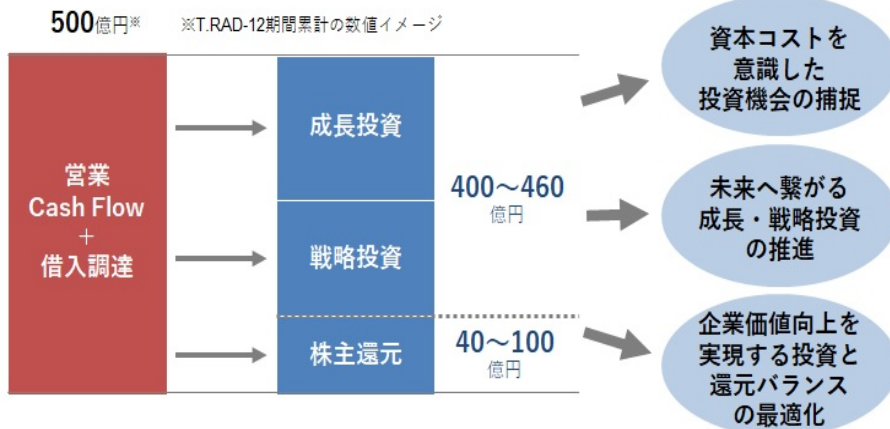 500億円※ ※T.RAD-12期間累計の数値イメージ
営業
Cash Flow
+
借入調達
成長投資
戦略投資
株主還元
400～460
億円
40～100
億円
資本コストを
意識した
投資機会の捕捉
未来へ繋がる
成長・戦略投資
の推進
企業価値向上を
実現する投資と
還元バランス
の最適化